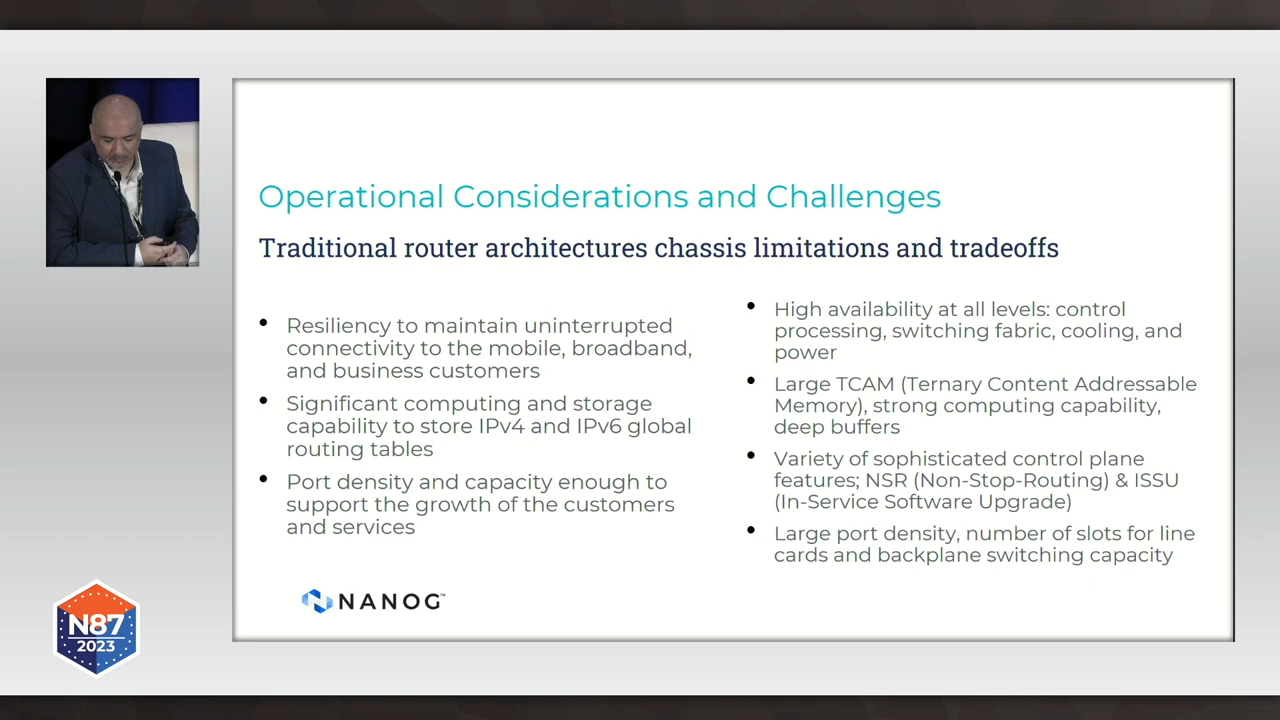 Operational Considerations and Challenges
Traditional router architectures chassis limitations and tradeoffs
• Resiliency to maintain uninterrupted
connectivity to the mobile, broadband,
and business customers
• Significant computing and storage
capability to store IPv4 and IPv6 global
routing tables
• Port density and capacity enough to
support the growth of the customers
and services
• High availability at all levels: control
processing, switching fabric, cooling, and
power
• Large TCAM (Ternary Content Addressable
Memory), strong computing capability,
deep buffers
• Variety of sophisticated control plane
features; NSR (Non-Stop-Routing) & ISSU
(In-Service Software Upgrade)
• Large port density, number of slots for line
cards and backplane switching capacity
NANOG™
N87
2023